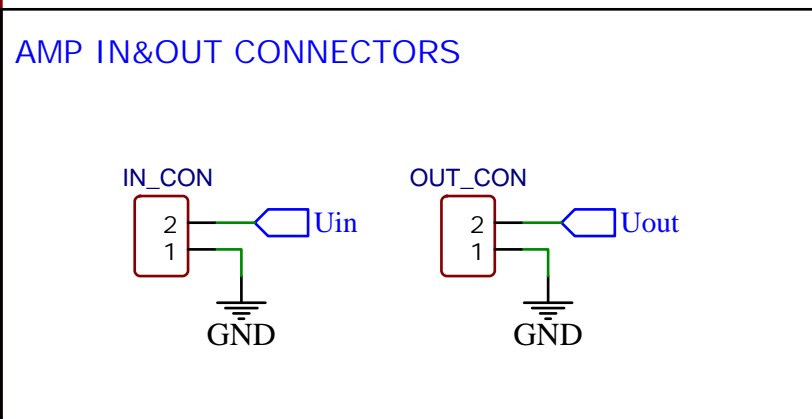 AMP IN&OUT CONNECTORS
IN_CON
2
1
Uin
GND
OUT_CON
2
1
Uout
GND